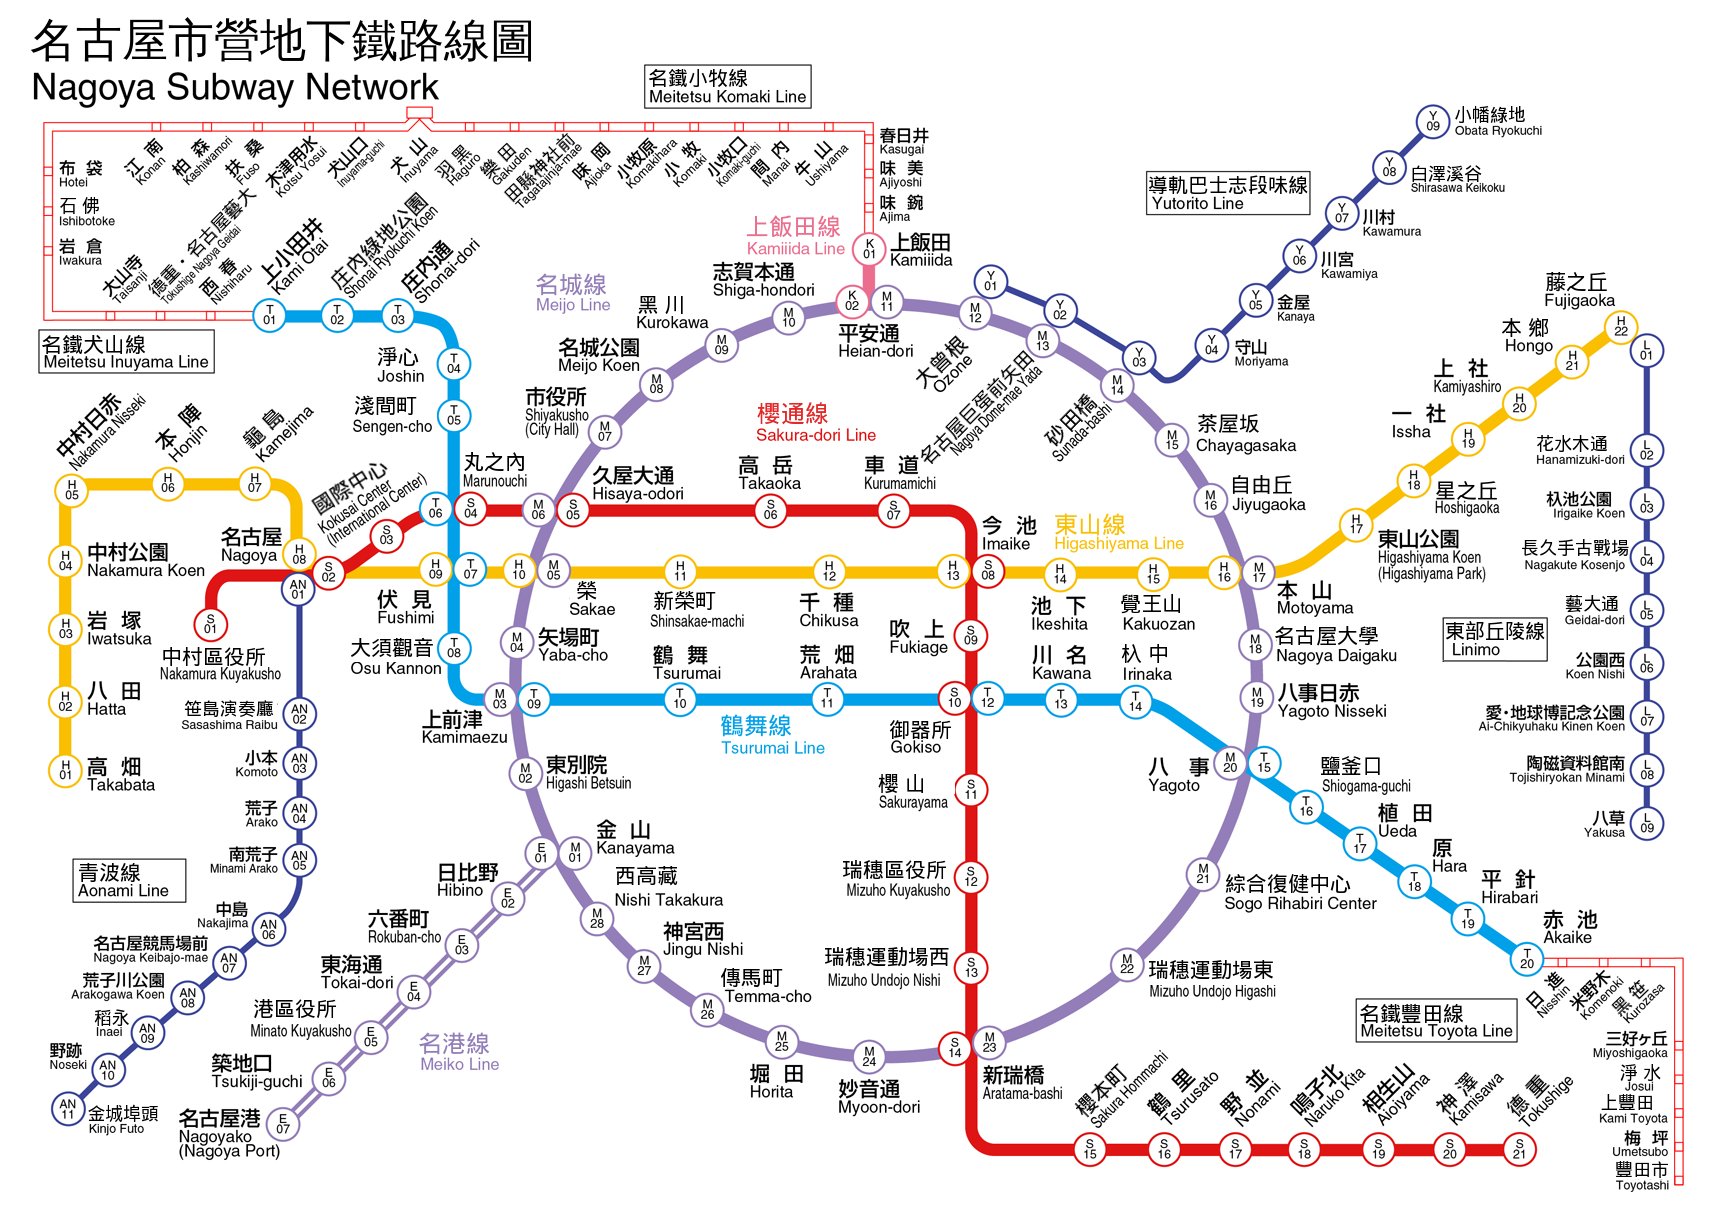 名古屋市營地下鐵路線圖
Nagoya Subway Network
名鐵小牧線
Meitetsu Komaki Line
布 袋
Hotei
石 佛
Ishibotoke
岩 倉
Iwakura
江 南
Konan
柏 森
Kashiwamori
扶 桑
Fuso
木津用水
Kotsu Yosui
犬山口
Inuyama-guchi
犬 山
Inuyama
羽 黑
Haguro
樂 田
Gakuden
田縣神社前
Tagatajinja-mae
味 岡
Ajioka
小牧原
Komakihara
小 牧
Komaki
小牧口
Komaki-guchi
間 內
Manai
牛 山
Ushiyama
春日井
Kasugai
味 美
Ajiyoshi
味 鋺
Ajima
大山寺
Taisanji
德重・名古屋藝大
Tokushige Nagoya Geidai
西 春
Nishiharu
名鐵犬山線
Meitetsu Inuyama Line
上飯田線
Kamiiida Line
K
01
上飯田
Kamiiida
K
02
導軌巴士志段味線
Yutorito Line
Y
09
小幡綠地
Obata Ryokuchi
Y
08
白澤溪谷
Shirasawa Keikoku
Y
07
川村
Kawamura
Y
06
川宮
Kawamiya
Y
05
金屋
Kanaya
Y
04
守山
Moriyama
Y
03
Y
02
Y
01
T
01
上小田井
Kami Otai
T
02
庄內綠地公園
Shonai Ryokuchi Koen
T
03
庄內通
Shonai-dori
T
04
淨心
Joshin
T
05
淺間町
Sengen-cho
T
06
丸之內
Marunouchi
S
04
T
07
H
09
伏 見
Fushimi
T
08
大須觀音
Osu Kannon
名城線
Meijo Line
M
11
平安通
Heian-dori
M
10
志賀本通
Shiga-hondori
M
09
黑 川
Kurokawa
M
08
名城公園
Meijo Koen
M
07
市役所
Shiyakusho
(City Hall)
M
06
S
05
久屋大通
Hisaya-odori
M
12
大曾根
Ozone
M
13
名古屋巨蛋前矢田
Nagoya Dome-mae Yada
M
14
砂田橋
Sunada-bashi
M
15
茶屋坂
Chayagasaka
M
16
自由丘
Jiyugaoka
櫻通線
Sakura-dori Line
S
06
高 岳
Takaoka
S
07
車 道
Kurumamichi
東山線
Higashiyama Line
H
22
藤之丘
Fujigaoka
H
21
本 鄉
Hongo
H
20
上 社
Kamiyashiro
H
19
一 社
Issha
H
18
星之丘
Hoshigaoka
H
17
東山公園
Higashiyama Koen
(Higashiyama Park)
H
16
M
17
本 山
Motoyama
H
15
覺王山
Kakuozan
H
14
池 下
Ikeshita
H
13
S
08
今 池
Imaike
H
12
千 種
Chikusa
H
11
新榮町
Shinsakae-machi
H
10
M
05
榮
Sakae
H
08
名古屋
Nagoya
S
02
AN
01
S
03
國際中心
Kokusai Center
(International Center)
S
01
中村區役所
Nakamura Kuyakusho
H
07
龜 島
Kamejima
H
06
本 陣
Honjin
H
05
中村日赤
Nakamura Nisseki
H
04
中村公園
Nakamura Koen
H
03
岩 塚
Iwatsuka
H
02
八 田
Hatta
H
01
高 畑
Takabata
東部丘陵線
Linimo
L
01
L
02
花水木通
Hanamizuki-dori
L
03
杁池公園
Irigaike Koen
L
04
長久手古戰場
Nagakute Kosenjo
L
05
藝大通
Geidai-dori
L
06
公園西
Koen Nishi
L
07
愛・地球博記念公園
Ai-Chikyuhaku Kinen Koen
L
08
陶磁資料館南
Tojishiryokan Minami
L
09
八草
Yakusa
M
04
矢場町
Yaba-cho
M
03
T
09
上前津
Kamimaezu
鶴舞線
Tsurumai Line
T
10
鶴 舞
Tsurumai
T
11
荒 畑
Arahata
S
09
吹 上
Fukiage
S
10
T
12
御器所
Gokiso
T
13
川 名
Kawana
T
14
杁 中
Irinaka
M
18
名古屋大學
Nagoya Daigaku
M
19
八事日赤
Yagoto Nisseki
M
20
T
15
八 事
Yagoto
T
16
鹽釜口
Shiogama-guchi
T
17
植 田
Ueda
T
18
原
Hara
T
19
平 針
Hirabari
T
20
赤 池
Akaike
M
02
東別院
Higashi Betsuin
M
01
E
01
金 山
Kanayama
M
28
西高藏
Nishi Takakura
M
27
神宮西
Jingu Nishi
M
26
傳馬町
Temma-cho
M
25
堀 田
Horita
M
24
妙音通
Myoon-dori
M
23
S
14
新瑞橋
Aratama-bashi
M
22
瑞穗運動場東
Mizuho Undojo Higashi
M
21
綜合復健中心
Sogo Rihabiri Center
S
11
櫻 山
Sakurayama
S
12
瑞穗區役所
Mizuho Kuyakusho
S
13
瑞穗運動場西
Mizuho Undojo Nishi
S
15
櫻本町
Sakura Hommachi
S
16
鶴 里
Tsurusato
S
17
野 並
Nonami
S
18
鳴子北
Naruko Kita
S
19
相生山
Aioiyama
S
20
神 澤
Kamisawa
S
21
德 重
Tokushige
名港線
Meiko Line
E
02
日比野
Hibino
E
03
六番町
Rokuban-cho
E
04
東海通
Tokai-dori
E
05
港區役所
Minato Kuyakusho
E
06
築地口
Tsukiji-guchi
E
07
名古屋港
Nagoyako
(Nagoya Port)
青波線
Aonami Line
AN
02
笹島演奏廳
Sasashima Raibu
AN
03
小本
Komoto
AN
04
荒子
Arako
AN
05
南荒子
Minami Arako
AN
06
中島
Nakajima
AN
07
名古屋競馬場前
Nagoya Keibajo-mae
AN
08
荒子川公園
Arakogawa Koen
AN
09
稻永
Inaei
AN
10
野跡
Noseki
AN
11
金城埠頭
Kinjo Futo
名鐵豐田線
Meitetsu Toyota Line
日 進
Nisshin
米野木
Komenoki
黑 笹
Kurozasa
三好ヶ丘
Miyoshigaoka
淨 水
Josui
上豐田
Kami Toyota
梅 坪
Umetsubo
豐田市
Toyotashi